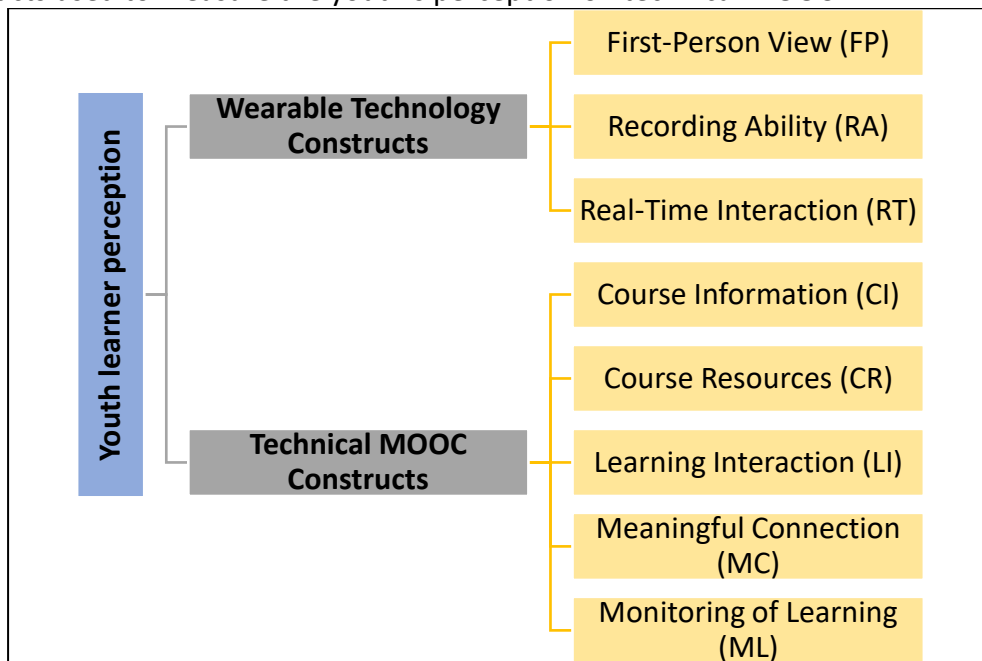 Youth learner perception
Wearable Technology
Constructs
First-Person View (FP)
Recording Ability (RA)
Real-Time Interaction (RT)
Technical MOOC
Constructs
Course Information (CI)
Course Resources (CR)
Learning Interaction (LI)
Meaningful Connection
(MC)
Monitoring of Learning
(ML)